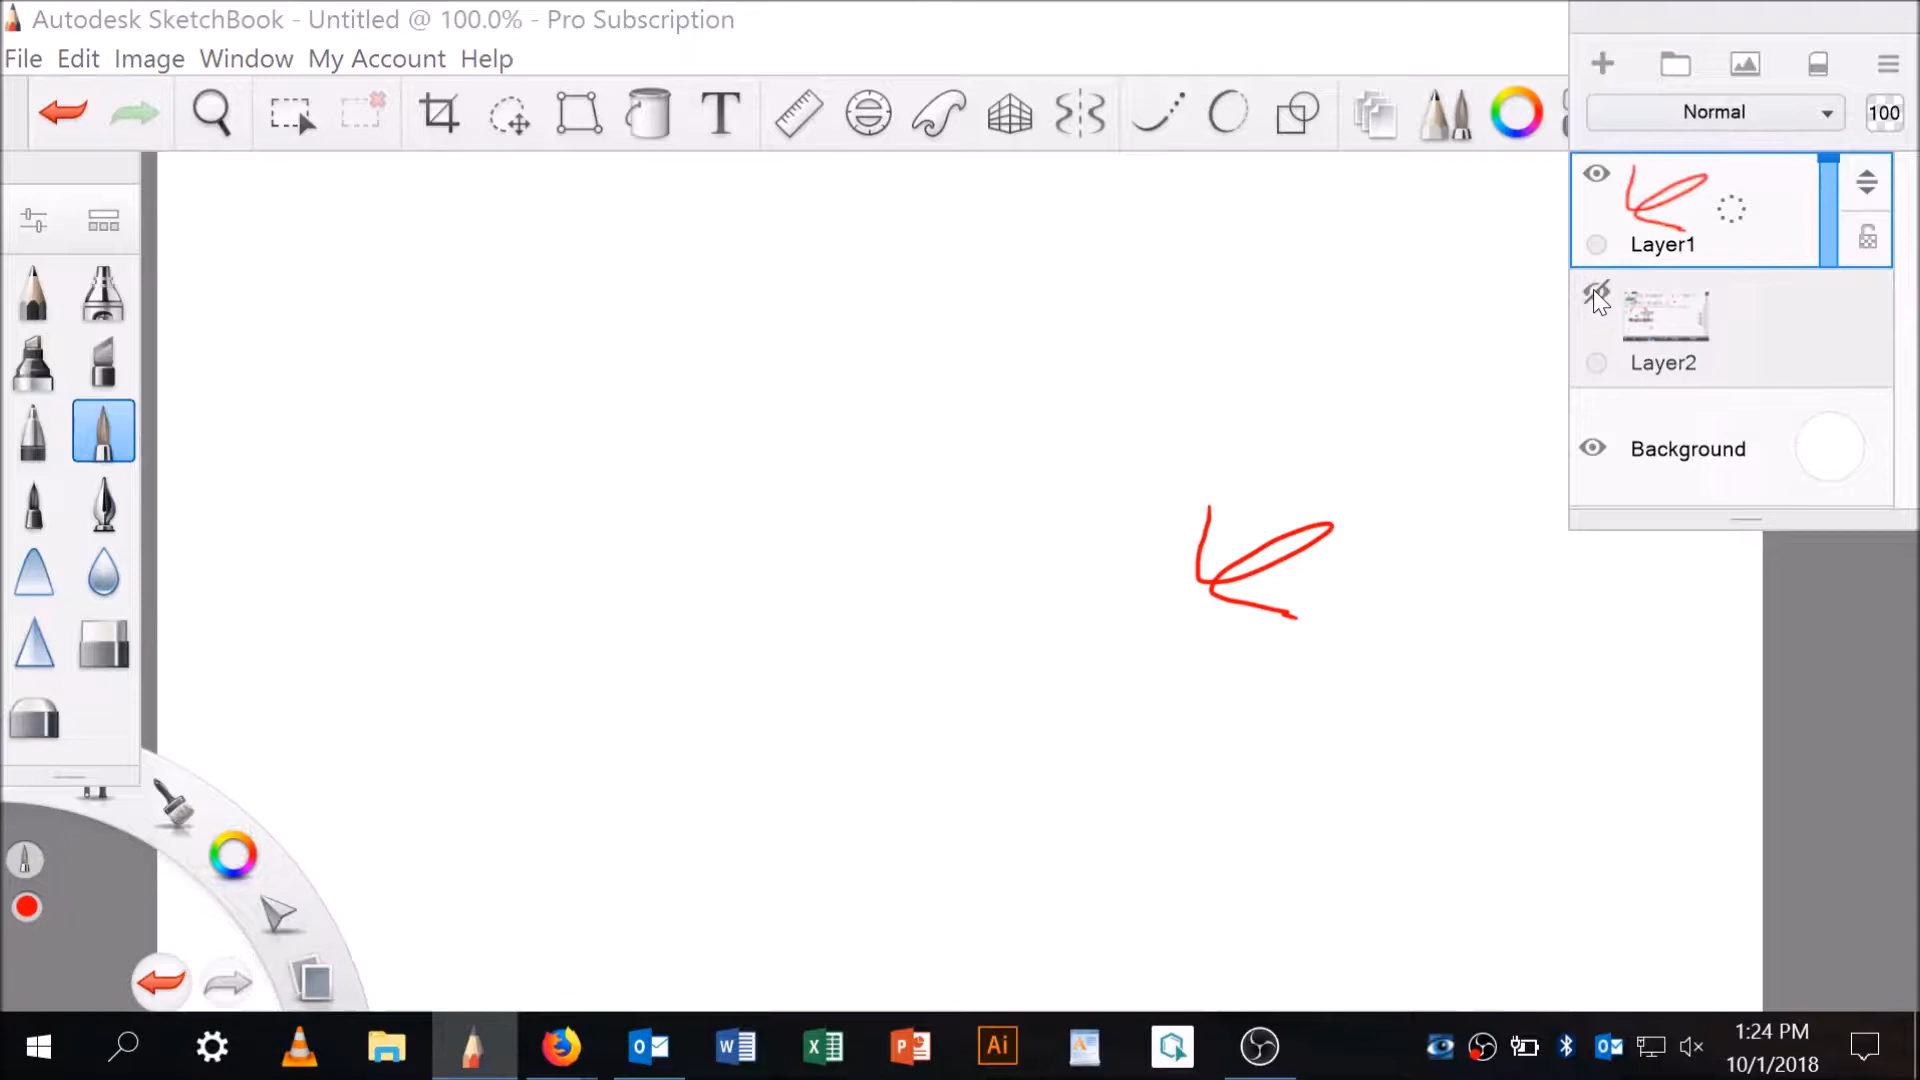 Autodesk SketchBook - Untitled @ 100.0% - Pro Subscription
File Edit Image Window My Account Help
Normal
100
Layer1
Layer2
Background
1:24 PM
10/1/2018